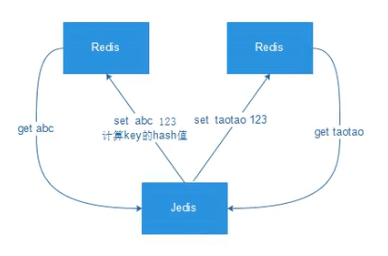 Redis
Redis
set abc 123
计算key的hash值
set taotao 123
get abc
get taotao
Jedis